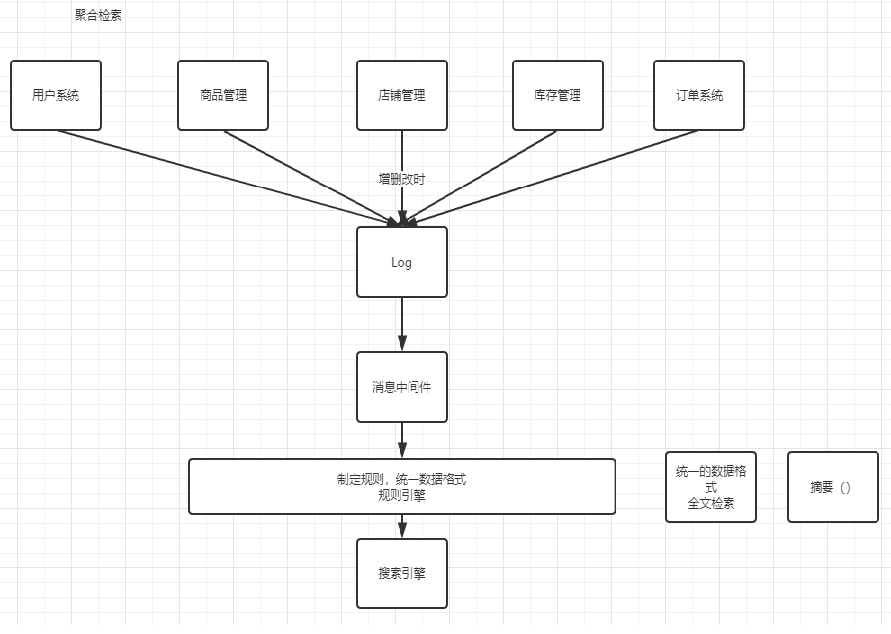 聚合检索
用户系统
商品管理
店铺管理
库存管理
订单系统
增删改时
Log
消息中间件
制定规则，统一数据格式
规则引擎
统一的数据格
式
全文检索
摘要（）
搜索引擎